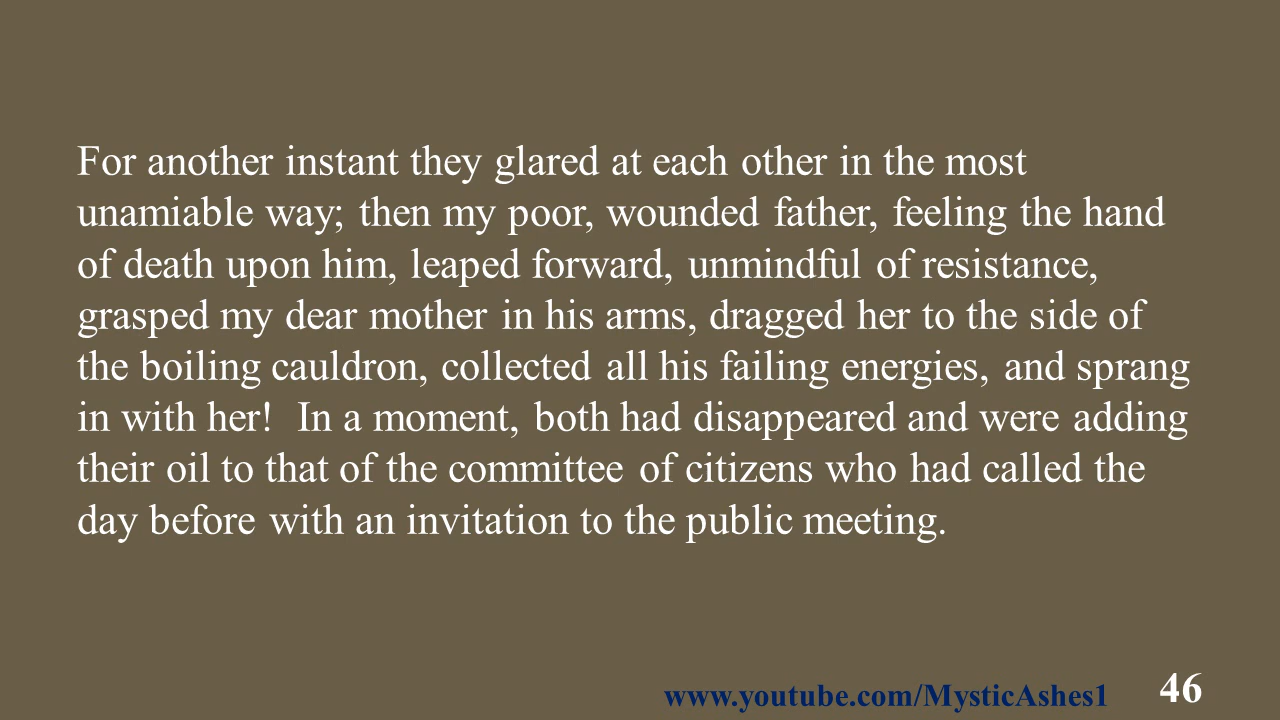 For another instant they glared at each other in the most
unamiable way; then my poor, wounded father, feeling the hand
of death upon him, leaped forward, unmindful of resistance,
grasped my dear mother in his arms, dragged her to the side of
the boiling cauldron, collected all his failing energies, and sprang
in with her!  In a moment, both had disappeared and were adding
their oil to that of the committee of citizens who had called the
day before with an invitation to the public meeting.
www.youtube.com/MysticAshes1 46